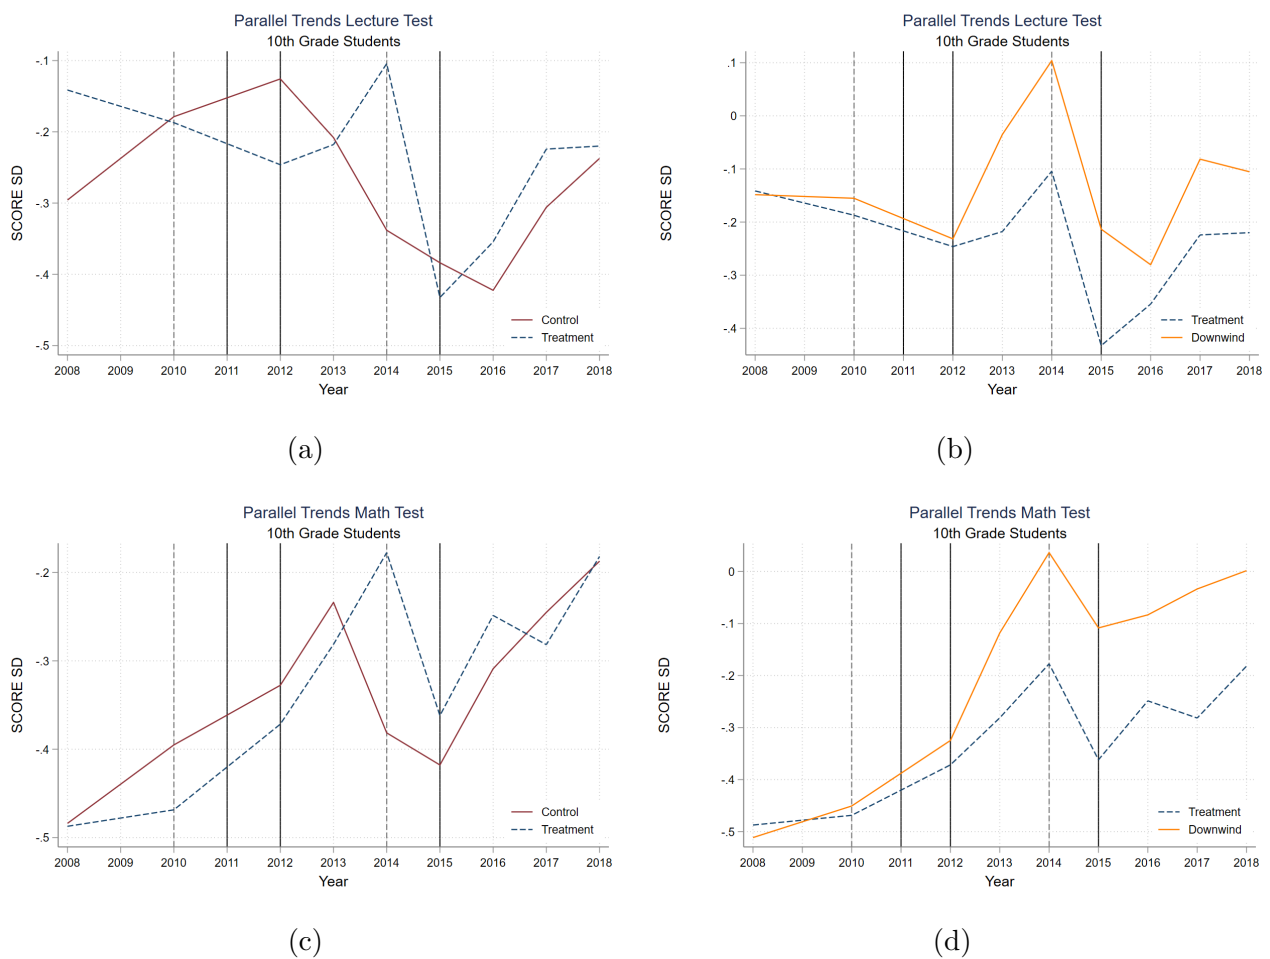 Parallel Trends Lecture Test
10th Grade Students
SCORE SD
-.1
-.2
-.3
-.4
-.5
Control
Treatment
2008 2009 2010 2011 2012 2013 2014 2015 2016 2017 2018
Year
(a)
Parallel Trends Lecture Test
10th Grade Students
SCORE SD
.1
0
-.1
-.2
-.3
-.4
Treatment
Downwind
2008 2009 2010 2011 2012 2013 2014 2015 2016 2017 2018
Year
(b)
Parallel Trends Math Test
10th Grade Students
SCORE SD
-.2
-.3
-.4
-.5
Control
Treatment
2008 2009 2010 2011 2012 2013 2014 2015 2016 2017 2018
Year
(c)
Parallel Trends Math Test
10th Grade Students
SCORE SD
0
-.1
-.2
-.3
-.4
-.5
Treatment
Downwind
2008 2009 2010 2011 2012 2013 2014 2015 2016 2017 2018
Year
(d)